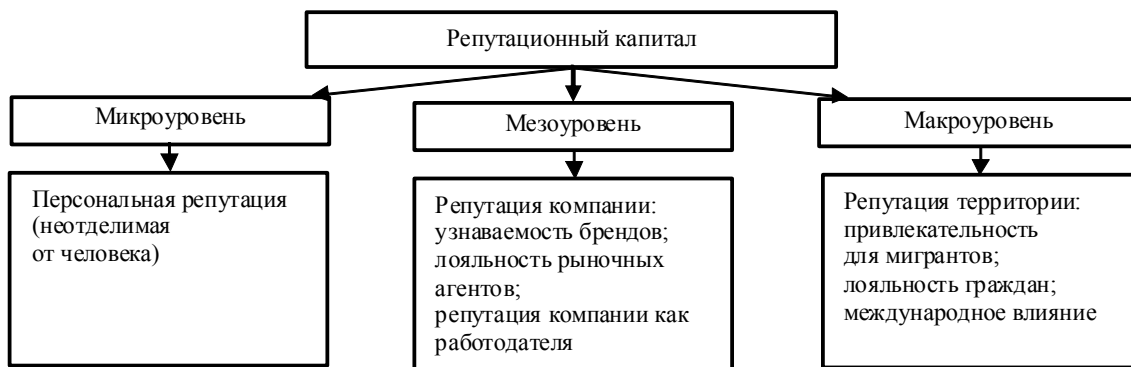 Репутационный капитал
Микроуровень
Мезоуровень
Макроуровень
Персональная репутация
(неотделимая
от человека)
Репутация компании:
узнаваемость брендов;
лояльность рыночных
агентов;
репутация компании как
работодателя
Репутация территории:
привлекательность
для мигрантов;
лояльность граждан;
международное влияние